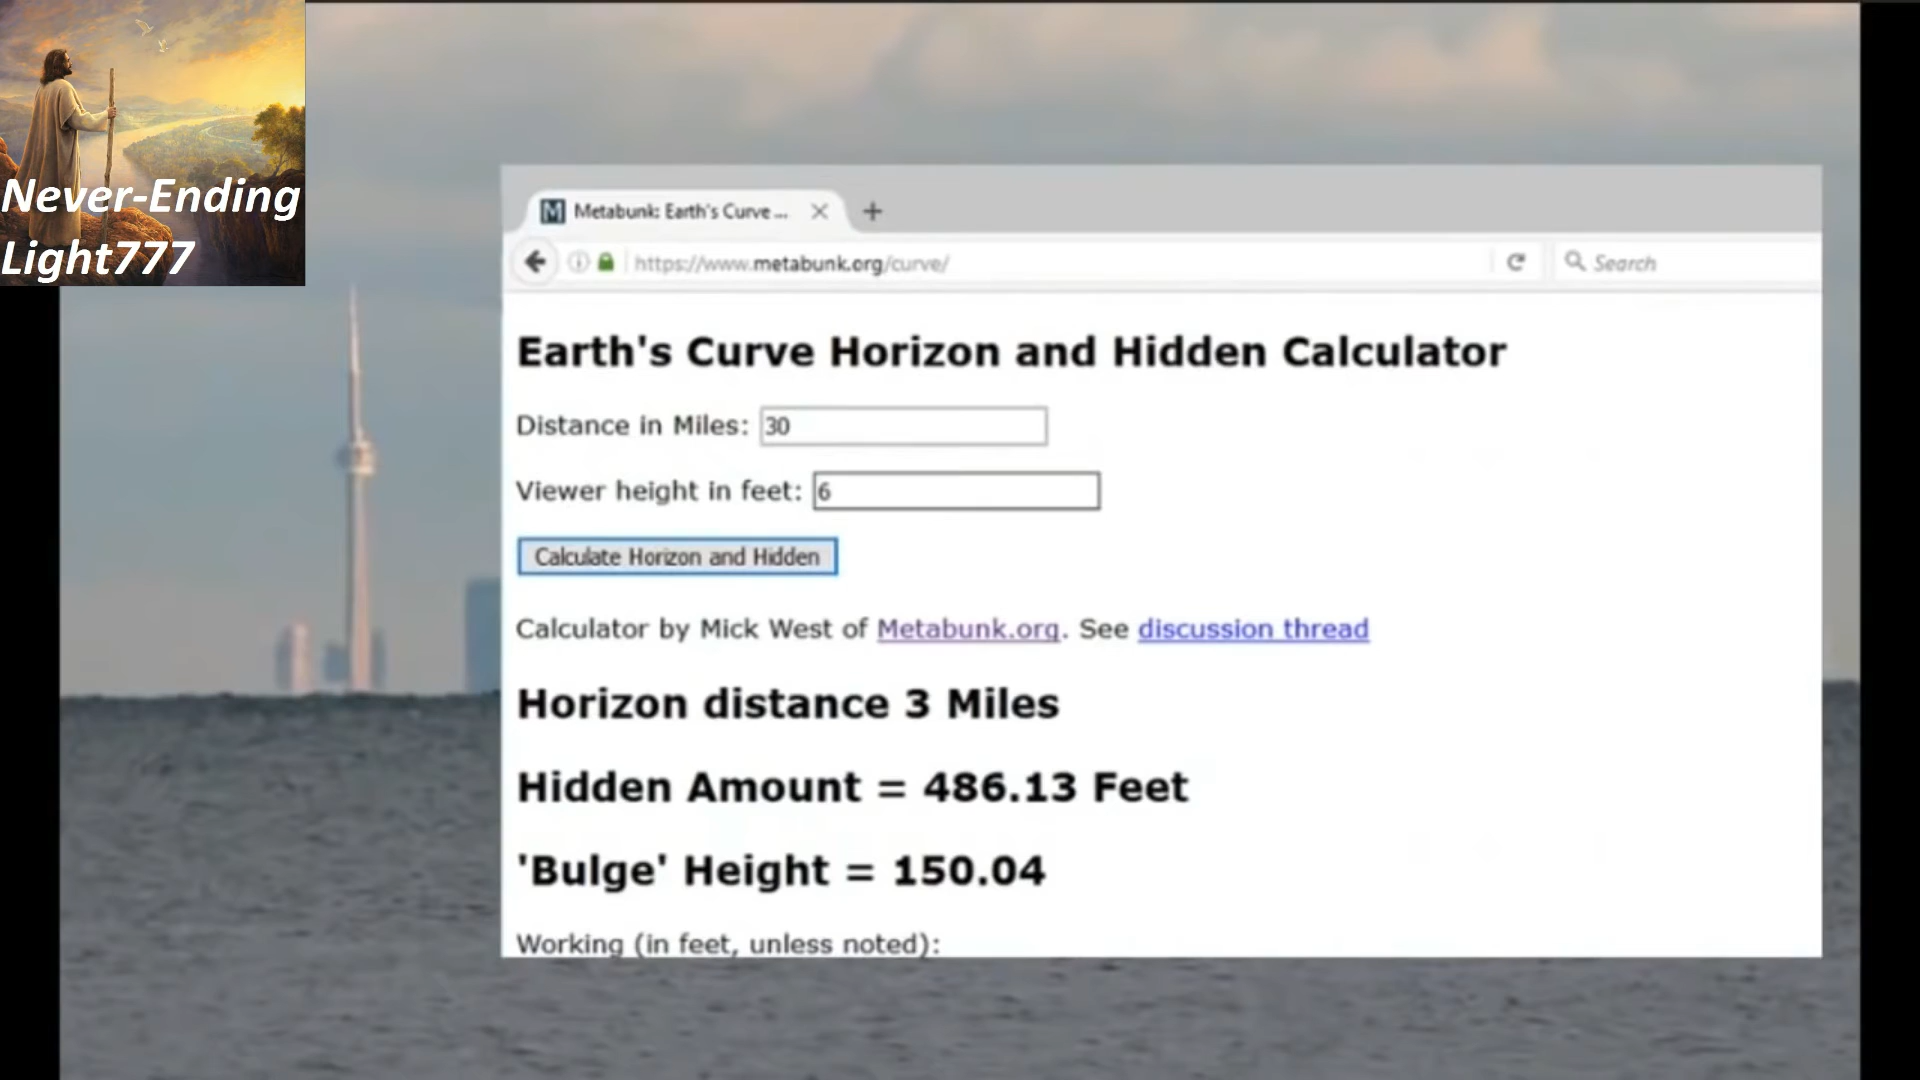 Never-Ending
Light777
Metabunk: Earth's Curve ...
https://www.metabunk.org/curve/
Search
Earth's Curve Horizon and Hidden Calculator
Distance in Miles: 30
Viewer height in feet: 6
Calculate Horizon and Hidden
Calculator by Mick West of Metabunk.org. See discussion thread
Horizon distance 3 Miles
Hidden Amount = 486.13 Feet
'Bulge' Height = 150.04
Working (in feet, unless noted):